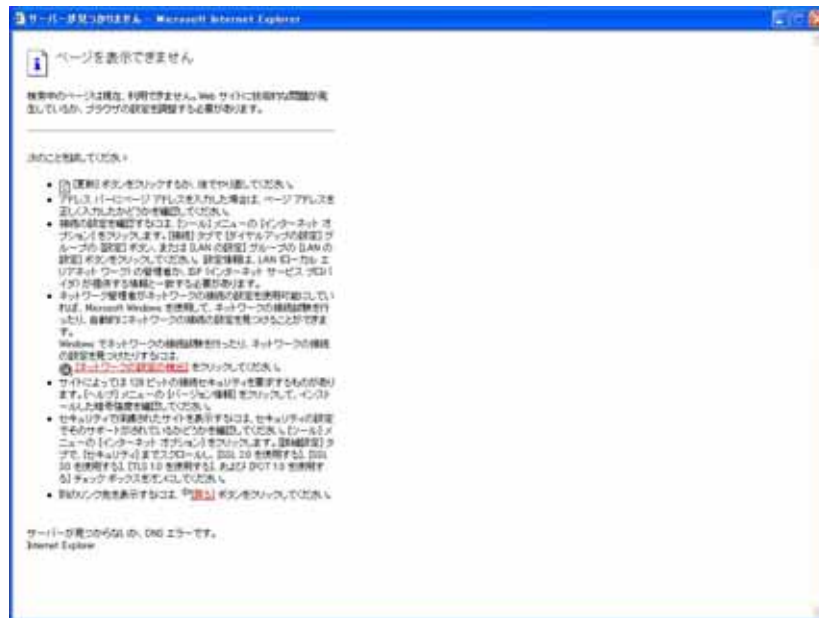 サーバーが見つかりません - Microsoft Internet Explorer
ページを表示できません
検索中のページは現在、利用できません。Web サイトに技術的な問題が発
生しているか、ブラウザの設定を調整する必要があります。
次のことを試してください:
[更新] ボタンをクリックするか、後でやり直してください。
アドレス バーにページ アドレスを入力した場合は、ページ アドレスを
正しく入力したかどうかを確認してください。
接続の設定を確認するには、[ツール] メニューの [インターネット オ
プション] をクリックします。[接続] タブで [ダイヤルアップの設定] グ
ループの [設定] ボタン、または [LAN の設定] グループの [LAN の
設定] ボタンをクリックしてください。設定情報は、LAN (ローカル エ
リアネット ワーク) の管理者か、ISP (インターネット サービス プロバ
イダ) が提供する情報と一致する必要があります。
ネットワーク管理者がネットワークの接続の設定を使用可能にしてい
れば、Microsoft Windows を使用して、ネットワークの接続試験を行
ったり、自動的にネットワークの接続の設定を見つけることができま
す。
Windows でネットワークの接続試験を行ったり、ネットワークの接続
の設定を見つけたりするには、
[ネットワークの設定の検出] をクリックしてください。
サイトによっては 128 ビットの接続セキュリティを要求するものがあり
ます。[ヘルプ] メニューの [バージョン情報] をクリックして、インスト
ールした暗号強度を確認してください。
セキュリティで保護されたサイトを表示するには、セキュリティの設定
でそのサポートがされているかどうかを確認してください。[ツール] メ
ニューの [インターネット オプション] をクリックします。[詳細設定] タ
ブで、[セキュリティ] までスクロールし、[SSL 2.0 を使用する]、[SSL
3.0 を使用する]、[TLS 1.0 を使用する]、および [PCT 1.0 を使用す
る] チェック ボックスをオンにしてください。
別のリンク先を表示するには、[戻る] ボタンをクリックしてください。
サーバーが見つからないか、DNS エラーです。
Internet Explorer